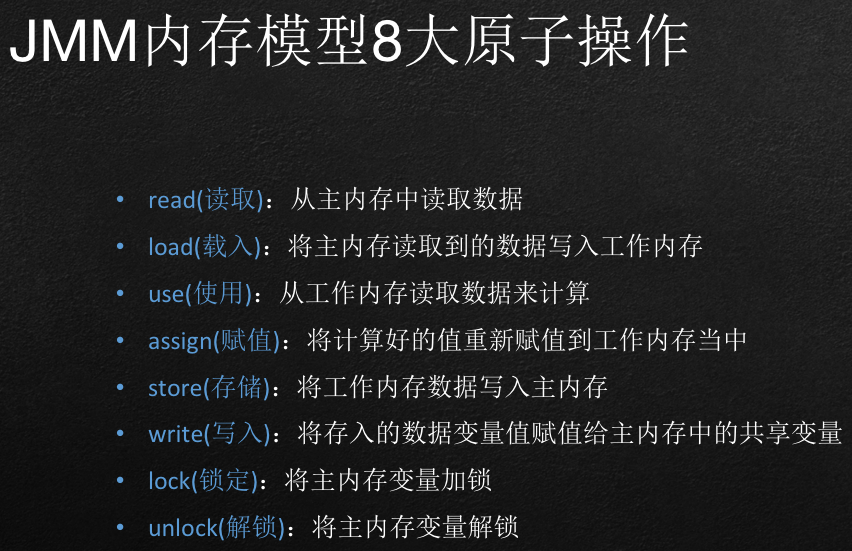 JMM内存模型8大原子操作
• read(读取)：从主内存中读取数据
• load(载入)：将主内存读取到的数据写入工作内存
• use(使用)：从工作内存读取数据来计算
• assign(赋值)：将计算好的值重新赋值到工作内存当中
• store(存储)：将工作内存数据写入主内存
• write(写入)：将存入的数据变量值赋值给主内存中的共享变量
• lock(锁定)：将主内存变量加锁
• unlock(解锁)：将主内存变量解锁